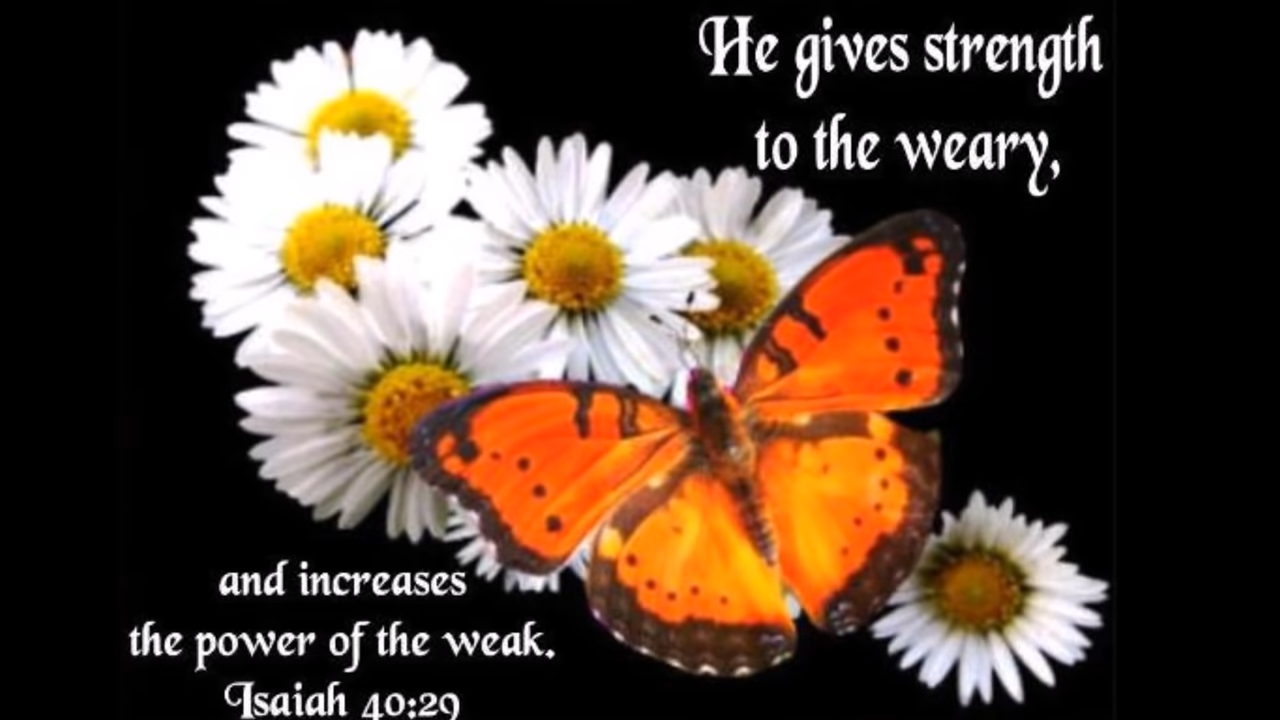 He gives strength
to the weary,
and increases
the power of the weak.
Isaiah 40:29